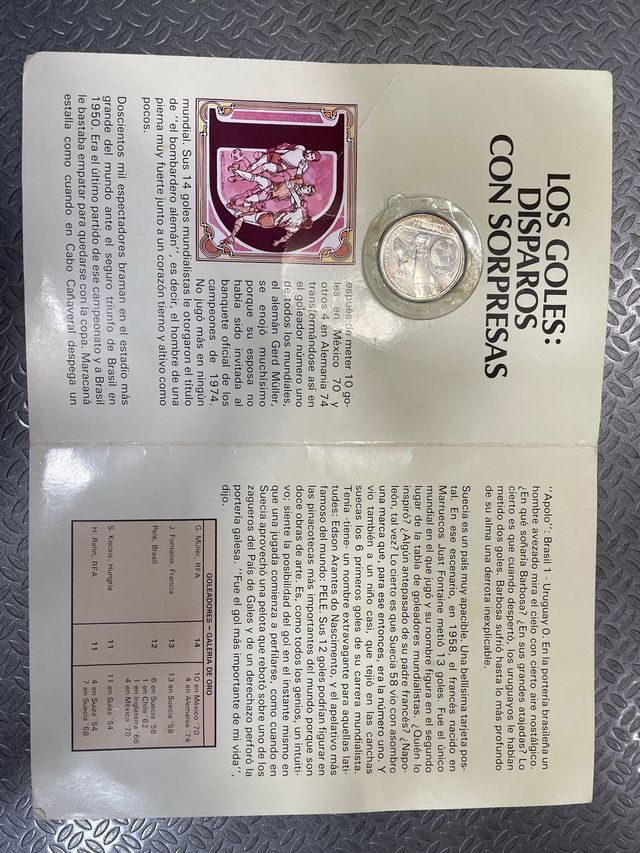 LOS GOLES:
DISPAROS
CON SORPRESAS
Después de meter 10 go-
les en México 70 y
otros 4 en Alemania 74
transformándose así en
el goleador número uno
de todos los mundiales,
el alemán Gerd Müller,
se enojó muchísimo
porque su esposa no
había sido invitada al
banquete oficial de los
campeones de 1974.
No jugó más en ningún
mundial. Sus 14 goles mundialistas le otorgaron el título
de "el bombardero alemán", es decir, el hombre de una
pierna muy fuerte junto a un corazón tierno y altivo como
pocos.
Doscientos mil espectadores braman en el estadio más
grande del mundo ante el seguro triunfo de Brasil en
1950. Era el último partido de ese campeonato y a Brasil
le bastaba empatar para quedarse con la copa. Maracaná
estalla como cuando en Cabo Cañaveral despega un
"Apolo". Brasil 1 - Uruguay 0. En la portería brasileña un
hombre avezado mira el cielo con cierto aire nostálgico.
¿En qué soñaría Barbosa? ¿En sus grandes atajadas? Lo
cierto es que cuando despertó, los uruguayos le habían
metido dos goles. Barbosa sufrió hasta lo más profundo
de su alma una derrota inexplicable.
Suecia es un país muy apacible. Una bellísima tarjeta pos-
tal. En ese escenario, en 1958, el francés nacido en
Marruecos Just Fontaine metió 13 goles. Fue el único
mundial en el que jugó y su nombre figura en el segundo
lugar de la tabla de goleadores mundialistas. ¿Quién lo
inspiró? ¿Algún antepasado de su padre francés? ¿Napo-
león, tal vez? Lo cierto es que Suecia 58 vio con asombro
una marca que, para ese entonces, era la número uno. Y
vio también a un niño casi, que tejió en las canchas
suecas los 6 primeros goles de su carrera mundialista.
Tenía -tiene- un nombre extravagante para aquellas lati-
tudes: Edson Arantes do Nascimento, y el apelativo más
famoso del mundo: PELE. Sus 12 goles podrían figurar en
las pinacotecas más importantes del mundo, porque son
doce obras de arte. Es, como todos los genios, un intuiti-
vo; siente la posibilidad del gol en el instante mismo en
que una jugada comienza a perfilarse, como cuando en
Suecia aprovechó una pelota que rebotó sobre uno de los
zagueros del País de Gales y de un derechazo perforó la
portería galesa. "Fue el gol más importante de mi vida",
dijo.
GOLEADORES - GALERIA DE ORO
G. Müller, RFA 14 10 en México '70
4 en Alemania '74
J. Fontaine, Francia 13 13 en Suecia '58
Pelé, Brasil 12 6 en Suecia '58
1 en Chile '62
1 en Inglaterra '66
4 en México '70
S. Kocsis, Hungría 11 11 en Suiza '54
H. Rahn, RFA 11 4 en Suiza '54
7 en Suecia '58